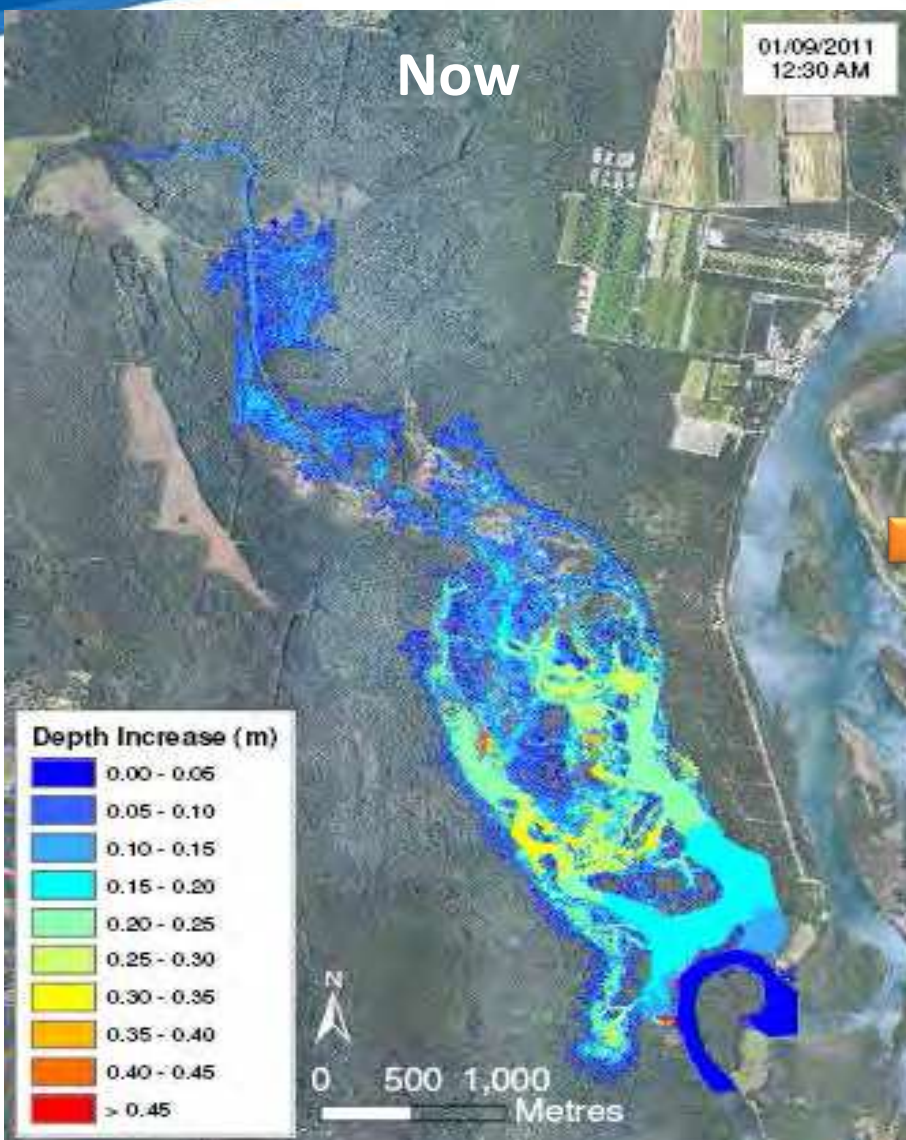 Now
01/09/2011
12:30 AM
Depth Increase (m)
0.00 - 0.05
0.05 - 0.10
0.10 - 0.15
0.15 - 0.20
0.20 - 0.25
0.25 - 0.30
0.30 - 0.35
0.35 - 0.40
0.40 - 0.45
> 0.45
N
0 500 1,000
Metres